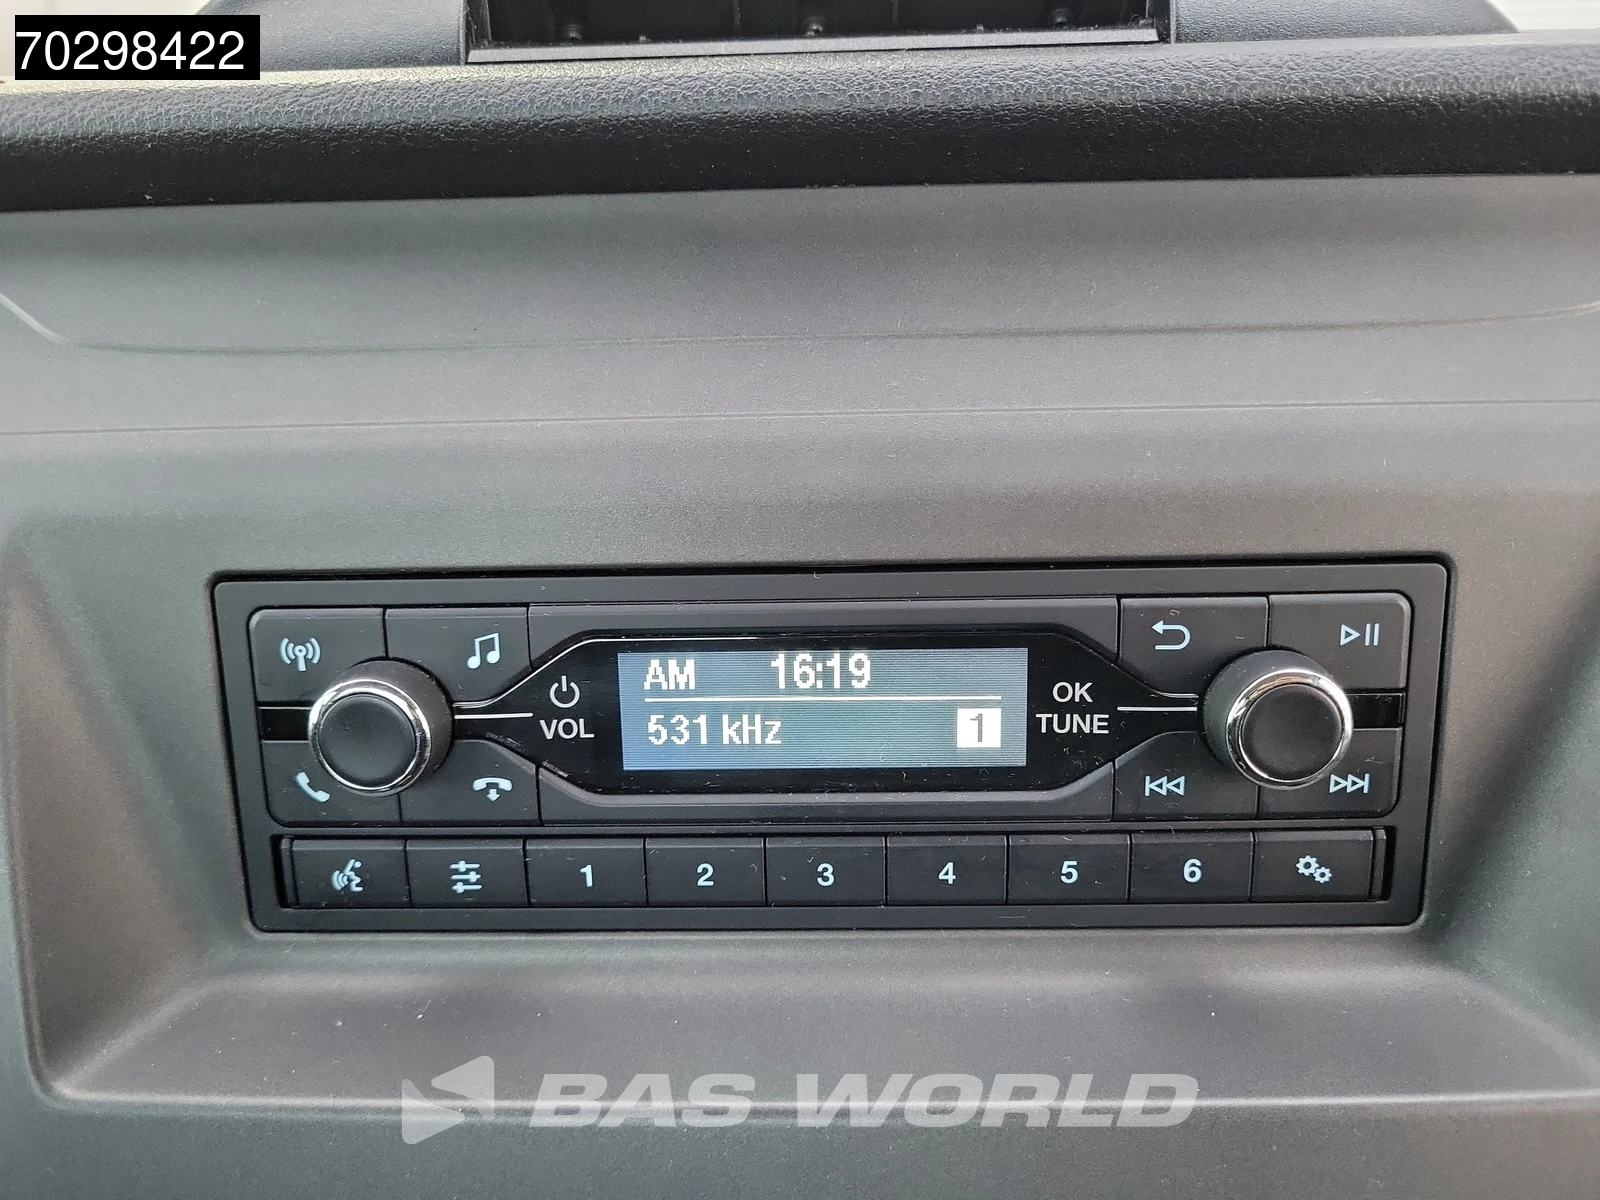 70298422
AM 16:19
531 kHz 1
VOL
OK
TUNE
1 2 3 4 5 6
BAS WORLD